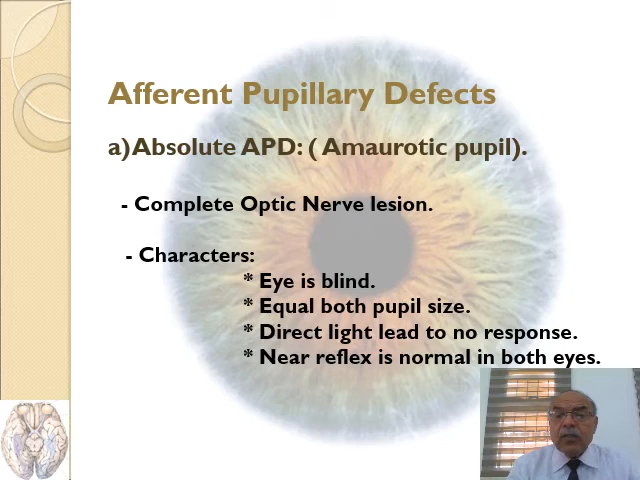 Afferent Pupillary Defects
a)Absolute APD: ( Amaurotic pupil).
- Complete Optic Nerve lesion.
- Characters:
* Eye is blind.
* Equal both pupil size.
* Direct light lead to no response.
* Near reflex is normal in both eyes.